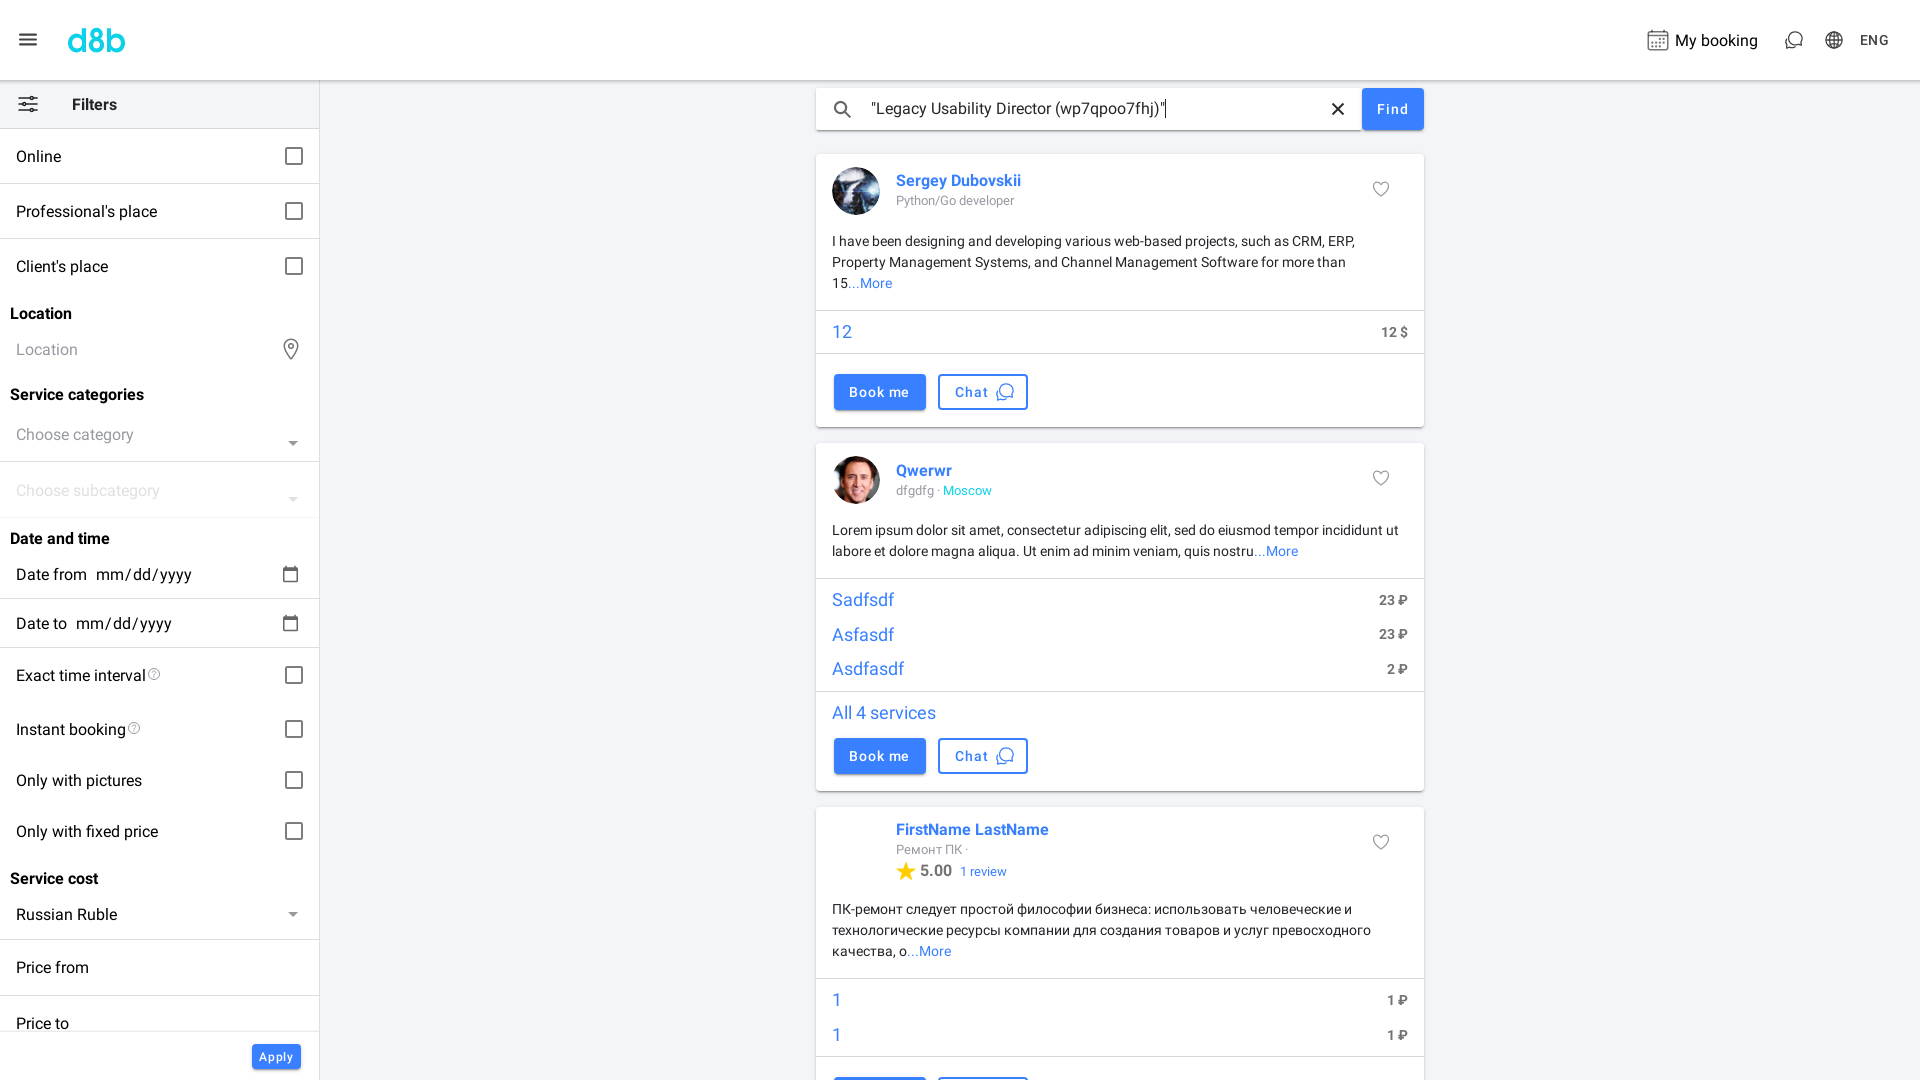 d8b
My booking
ENG
Filters
Online
Professional's place
Client's place
Location
Location
Service categories
Choose category
Choose subcategory
Date and time
Date from mm/dd/yyyy
Date to mm/dd/yyyy
Exact time interval
Instant booking
Only with pictures
Only with fixed price
Service cost
Russian Ruble
Price from
Price to
Apply
"Legacy Usability Director (wp7qpoo7fhj)"
Find
Sergey Dubovskii
Python/Go developer
I have been designing and developing various web-based projects, such as CRM, ERP,
Property Management Systems, and Channel Management Software for more than
15...More
12 12 $
Book me Chat
Qwerwr
dfgdfg · Moscow
Lorem ipsum dolor sit amet, consectetur adipiscing elit, sed do eiusmod tempor incididunt ut
labore et dolore magna aliqua. Ut enim ad minim veniam, quis nostru...More
Sadfsdf 23 ₽
Asfasdf 23 ₽
Asdfasdf 2 ₽
All 4 services
Book me Chat
FirstName LastName
Ремонт ПК ·
5.00 1 review
ПК-ремонт следует простой философии бизнеса: использовать человеческие и
технологические ресурсы компании для создания товаров и услуг превосходного
качества, о...More
1 1 ₽
1 1 ₽